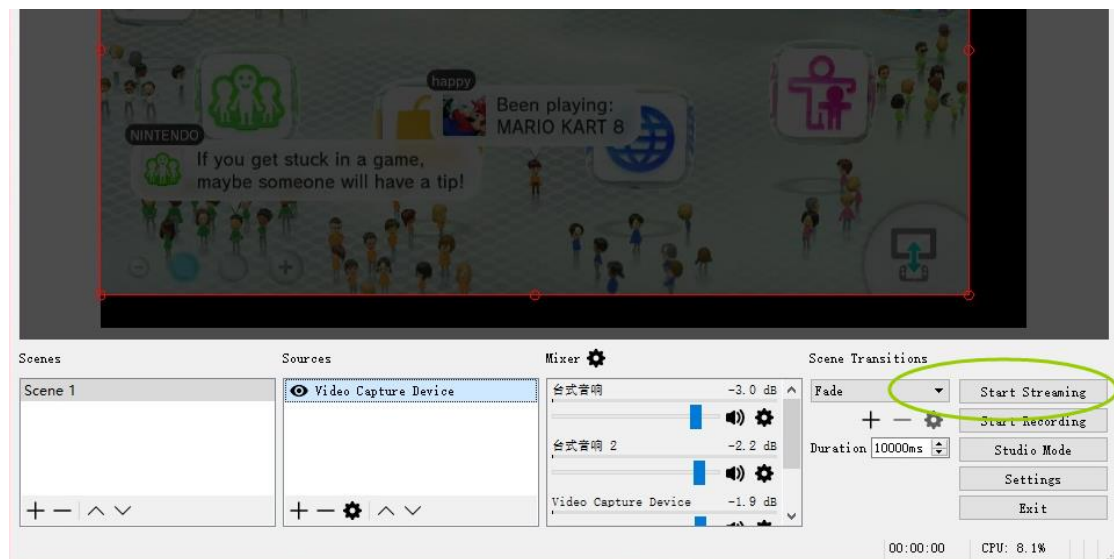 happy
Been playing:
MARIO KART 8
NINTENDO
If you get stuck in a game,
maybe someone will have a tip!
Scenes
Sources
Mixer
Scene Transitions
Scene 1
Video Capture Device
台式音响 -3.0 dB
Fade
Start Streaming
Start Recording
台式音响 2 -2.2 dB
Duration 10000ms
Studio Mode
Settings
Video Capture Device -1.9 dB
Exit
00:00:00 CPU: 8.1%